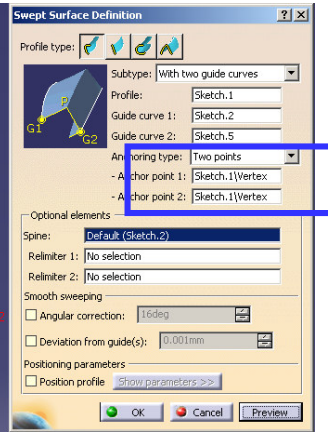 Swept Surface Definition
Profile type:
Subtype: With two guide curves
Profile: Sketch.1
Guide curve 1: Sketch.2
Guide curve 2: Sketch.5
P
G1
G2
Anchoring type: Two points
- Anchor point 1: Sketch.1\Vertex
- Anchor point 2: Sketch.1\Vertex
Optional elements
Spine: Default (Sketch.2)
Relimiter 1: No selection
Relimiter 2: No selection
Smooth sweeping
Angular correction: 16deg
Deviation from guide(s): 0.001mm
Positioning parameters
Position profile Show parameters >>
OK Cancel Preview